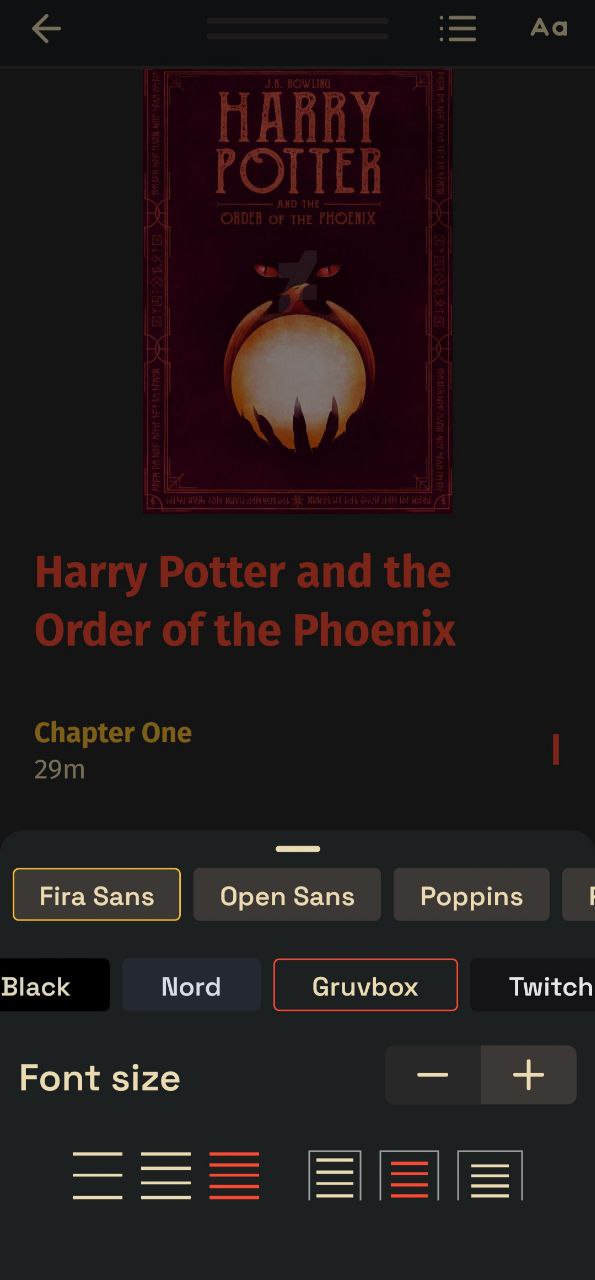 Aa
J.K. ROWLING
HARRY
POTTER
AND THE
ORDER OF THE PHOENIX
Harry Potter and the
Order of the Phoenix
Chapter One
29m
Fira Sans Open Sans Poppins
Black Nord Gruvbox Twitch
Font size